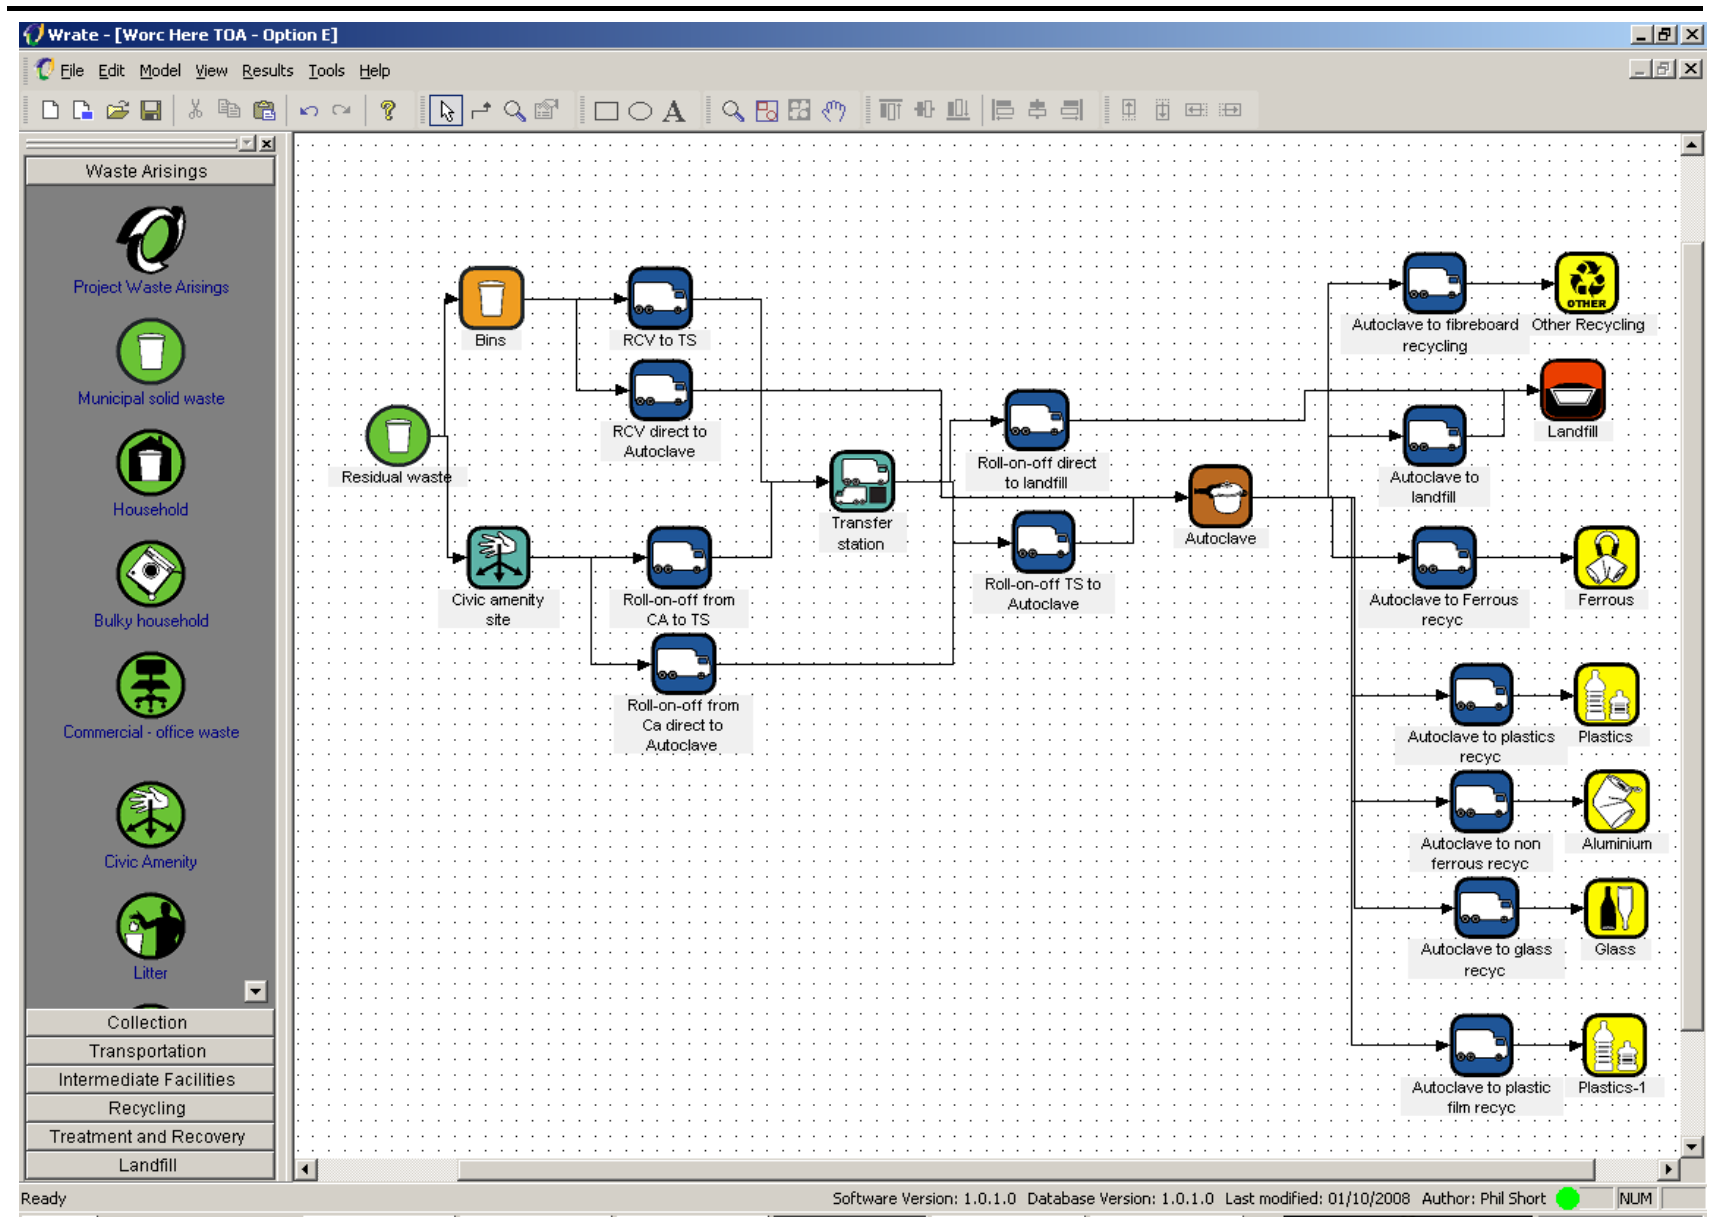 Wrate - [Worc Here TOA - Option E]
File Edit Model View Results Tools Help
Waste Arisings
Project Waste Arisings
Municipal solid waste
Household
Bulky household
Commercial - office waste
Civic Amenity
Litter
Collection
Transportation
Intermediate Facilities
Recycling
Treatment and Recovery
Landfill
Residual waste
Bins
Civic amenity
site
RCV to TS
RCV direct to
Autoclave
Roll-on-off from
CA to TS
Roll-on-off from
Ca direct to
Autoclave
Transfer
station
Roll-on-off direct
to landfill
Roll-on-off TS to
Autoclave
Autoclave
Autoclave to fibreboard
recycling
OTHER
Other Recycling
Autoclave to
landfill
Landfill
Autoclave to Ferrous
recyc
Ferrous
Autoclave to plastics
recyc
Plastics
Autoclave to non
ferrous recyc
Aluminium
Autoclave to glass
recyc
Glass
Autoclave to plastic
film recyc
Plastics-1
Ready
Software Version: 1.0.1.0 Database Version: 1.0.1.0 Last modified: 01/10/2008 Author: Phil Short
NUM